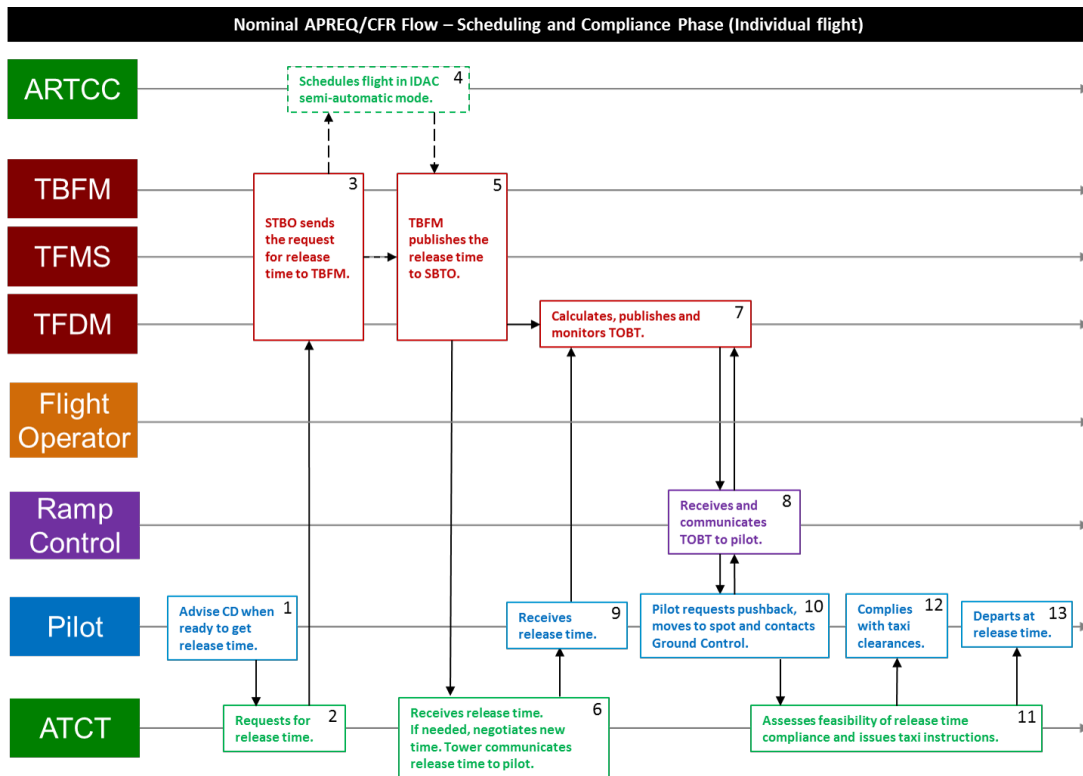 Nominal APREQ/CFR Flow – Scheduling and Compliance Phase (Individual flight)
ARTCC
Schedules flight in IDAC
semi-automatic mode.
4
TBFM
TFMS
TFDM
3
STBO sends
the request
for release
time to TBFM.
5
TBFM
publishes the
release time
to SBTO.
Calculates, publishes and
monitors TOBT.
7
Flight
Operator
Ramp
Control
Receives and
communicates
TOBT to pilot.
8
Pilot
Advise CD when
ready to get
release time.
1
Receives
release time.
9
Pilot requests pushback,
moves to spot and contacts
Ground Control.
10
Complies
with taxi
clearances.
12
Departs at
release time.
13
ATCT
Requests for
release time.
2
Receives release time.
If needed, negotiates new
time. Tower communicates
release time to pilot.
6
Assesses feasibility of release time
compliance and issues taxi instructions.
11